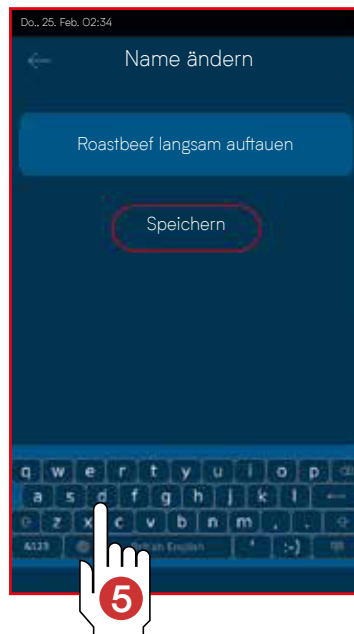 Do., 25. Feb. 02:34
Name ändern
Roastbeef langsam auftauen
Speichern
q w e r t y u i o p
a s d f g h j k l
z x c v b n m , .
&123 ' :-)
5